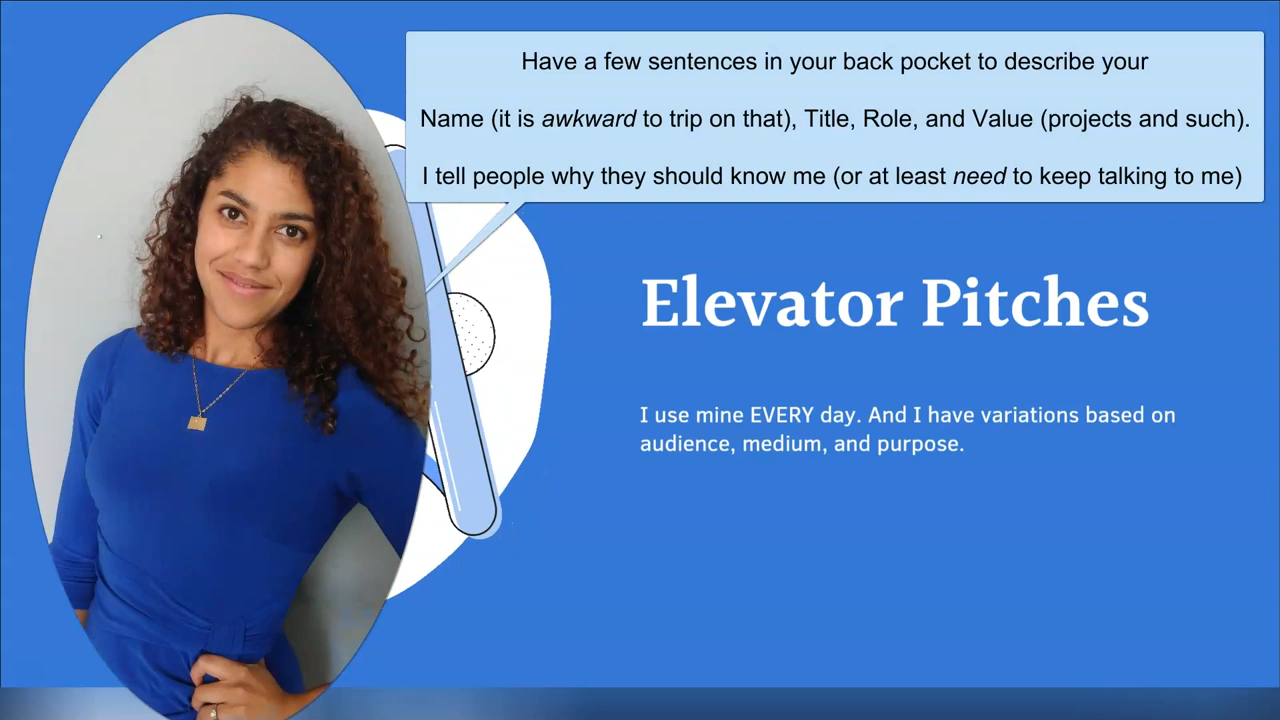 Have a few sentences in your back pocket to describe your
Name (it is awkward to trip on that), Title, Role, and Value (projects and such).
I tell people why they should know me (or at least need to keep talking to me)
Elevator Pitches
I use mine EVERY day. And I have variations based on
audience, medium, and purpose.